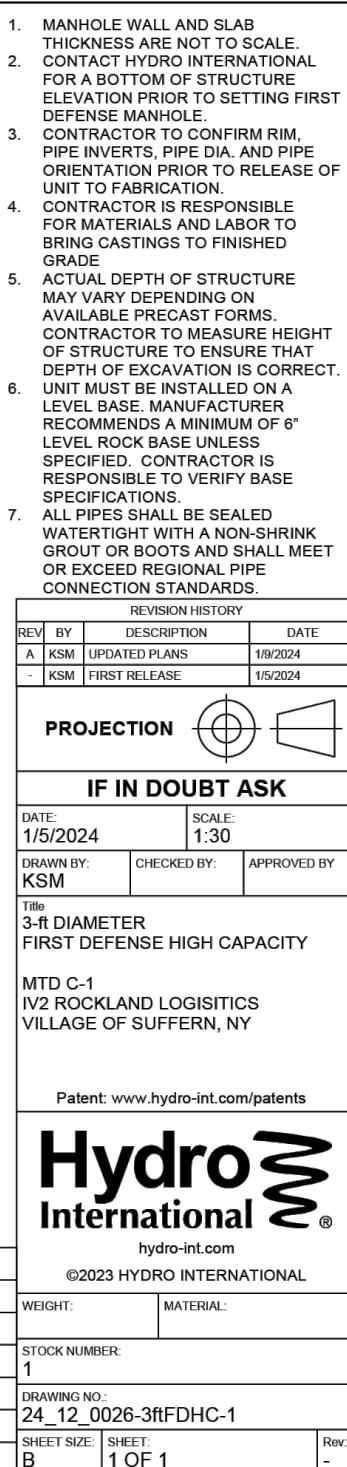 1. MANHOLE WALL AND SLAB
THICKNESS ARE NOT TO SCALE.
2. CONTACT HYDRO INTERNATIONAL
FOR A BOTTOM OF STRUCTURE
ELEVATION PRIOR TO SETTING FIRST
DEFENSE MANHOLE.
3. CONTRACTOR TO CONFIRM RIM,
PIPE INVERTS, PIPE DIA. AND PIPE
ORIENTATION PRIOR TO RELEASE OF
UNIT TO FABRICATION.
4. CONTRACTOR IS RESPONSIBLE
FOR MATERIALS AND LABOR TO
BRING CASTINGS TO FINISHED
GRADE
5. ACTUAL DEPTH OF STRUCTURE
MAY VARY DEPENDING ON
AVAILABLE PRECAST FORMS.
CONTRACTOR TO MEASURE HEIGHT
OF STRUCTURE TO ENSURE THAT
DEPTH OF EXCAVATION IS CORRECT.
6. UNIT MUST BE INSTALLED ON A
LEVEL BASE. MANUFACTURER
RECOMMENDS A MINIMUM OF 6"
LEVEL ROCK BASE UNLESS
SPECIFIED. CONTRACTOR IS
RESPONSIBLE TO VERIFY BASE
SPECIFICATIONS.
7. ALL PIPES SHALL BE SEALED
WATERTIGHT WITH A NON-SHRINK
GROUT OR BOOTS AND SHALL MEET
OR EXCEED REGIONAL PIPE
CONNECTION STANDARDS.
REVISION HISTORY
REV BY DESCRIPTION DATE
A KSM UPDATED PLANS 1/9/2024
- KSM FIRST RELEASE 1/5/2024
PROJECTION
IF IN DOUBT ASK
DATE: SCALE:
1/5/2024 1:30
DRAWN BY: CHECKED BY: APPROVED BY
KSM
Title
3-ft DIAMETER
FIRST DEFENSE HIGH CAPACITY
MTD C-1
IV2 ROCKLAND LOGISITICS
VILLAGE OF SUFFERN, NY
Patent: www.hydro-int.com/patents
Hydro
International ®
hydro-int.com
©2023 HYDRO INTERNATIONAL
WEIGHT: MATERIAL:
STOCK NUMBER:
1
DRAWING NO.:
24_12_0026-3ftFDHC-1
SHEET SIZE: SHEET: Rev:
B 1 OF 1 -